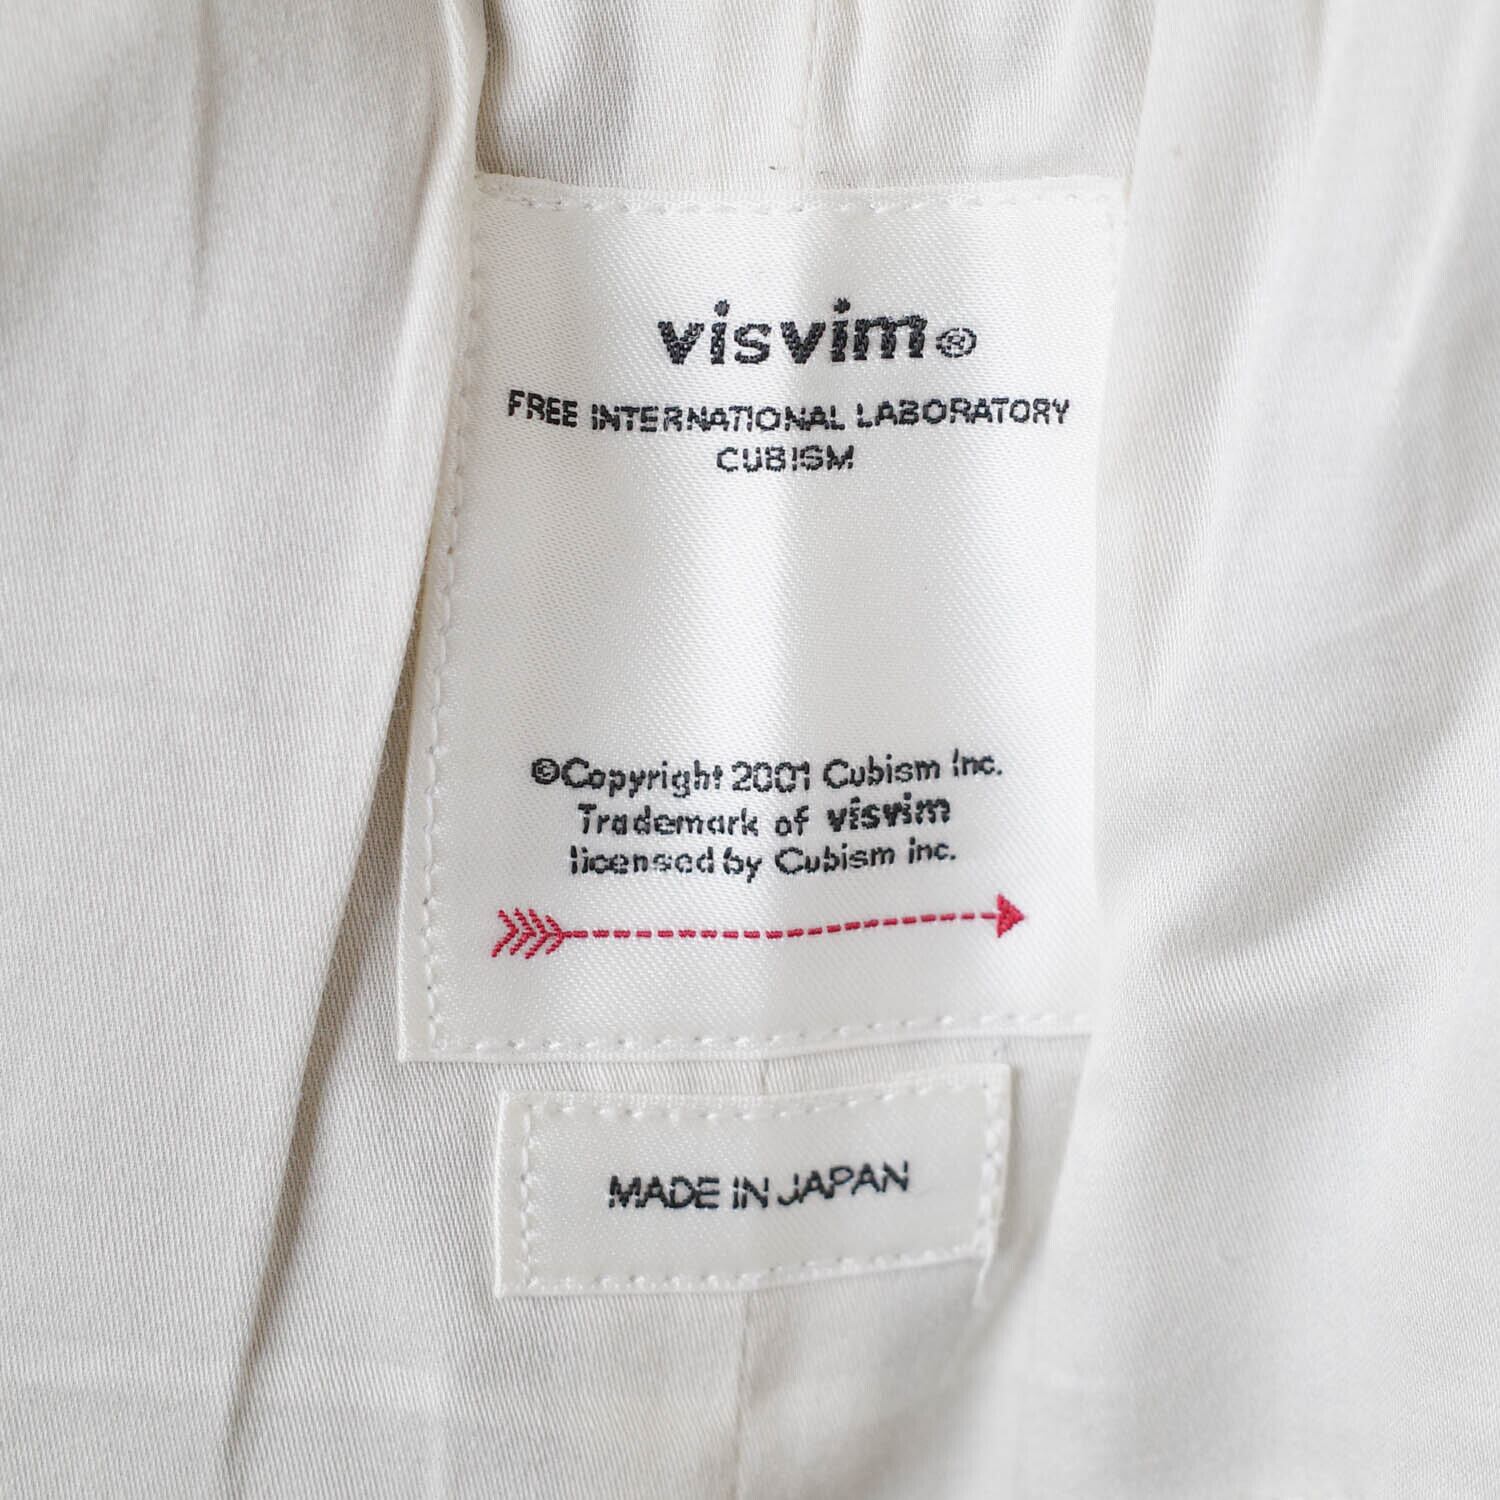 visvim®
FREE INTERNATIONAL LABORATORY
CUBISM
©Copyright 2001 Cubism Inc.
Trademark of visvim
licensed by Cubism inc.
MADE IN JAPAN